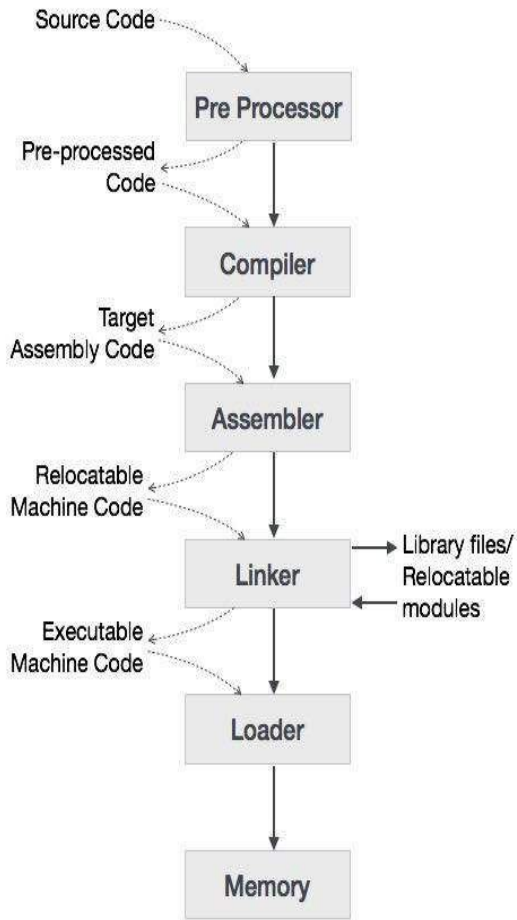 Source Code
Pre Processor
Pre-processed
Code
Compiler
Target
Assembly Code
Assembler
Relocatable
Machine Code
Linker
Library files/
Relocatable
modules
Executable
Machine Code
Loader
Memory